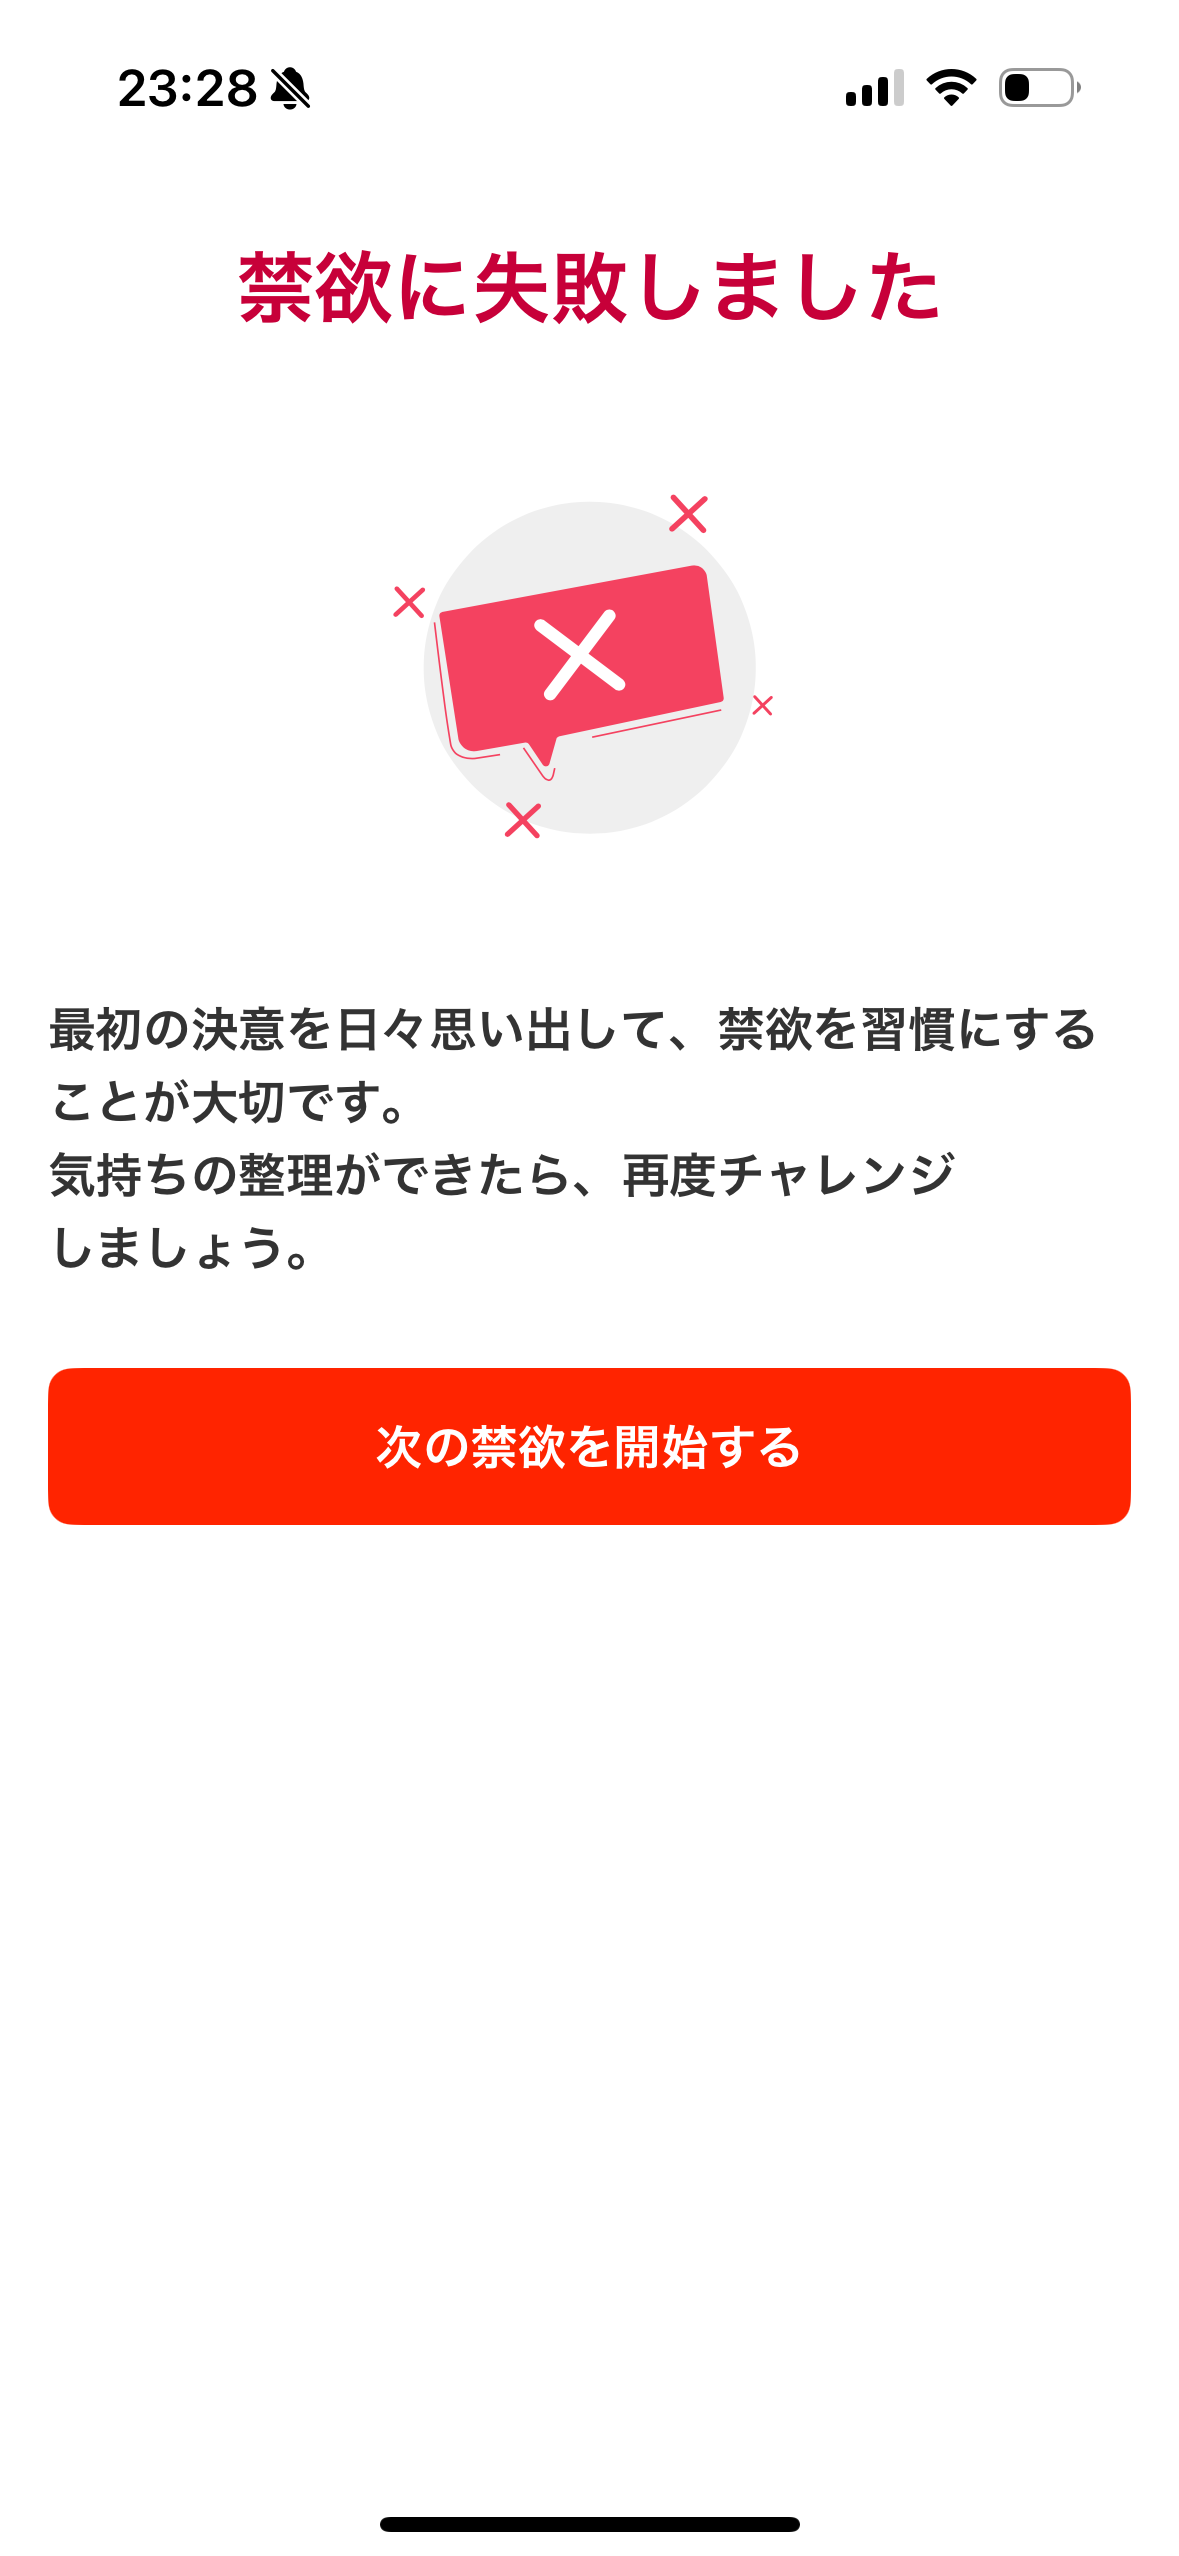 23:28
禁欲に失敗しました
最初の決意を日々思い出して、禁欲を習慣にする
ことが大切です。
気持ちの整理ができたら、再度チャレンジ
しましょう。
次の禁欲を開始する